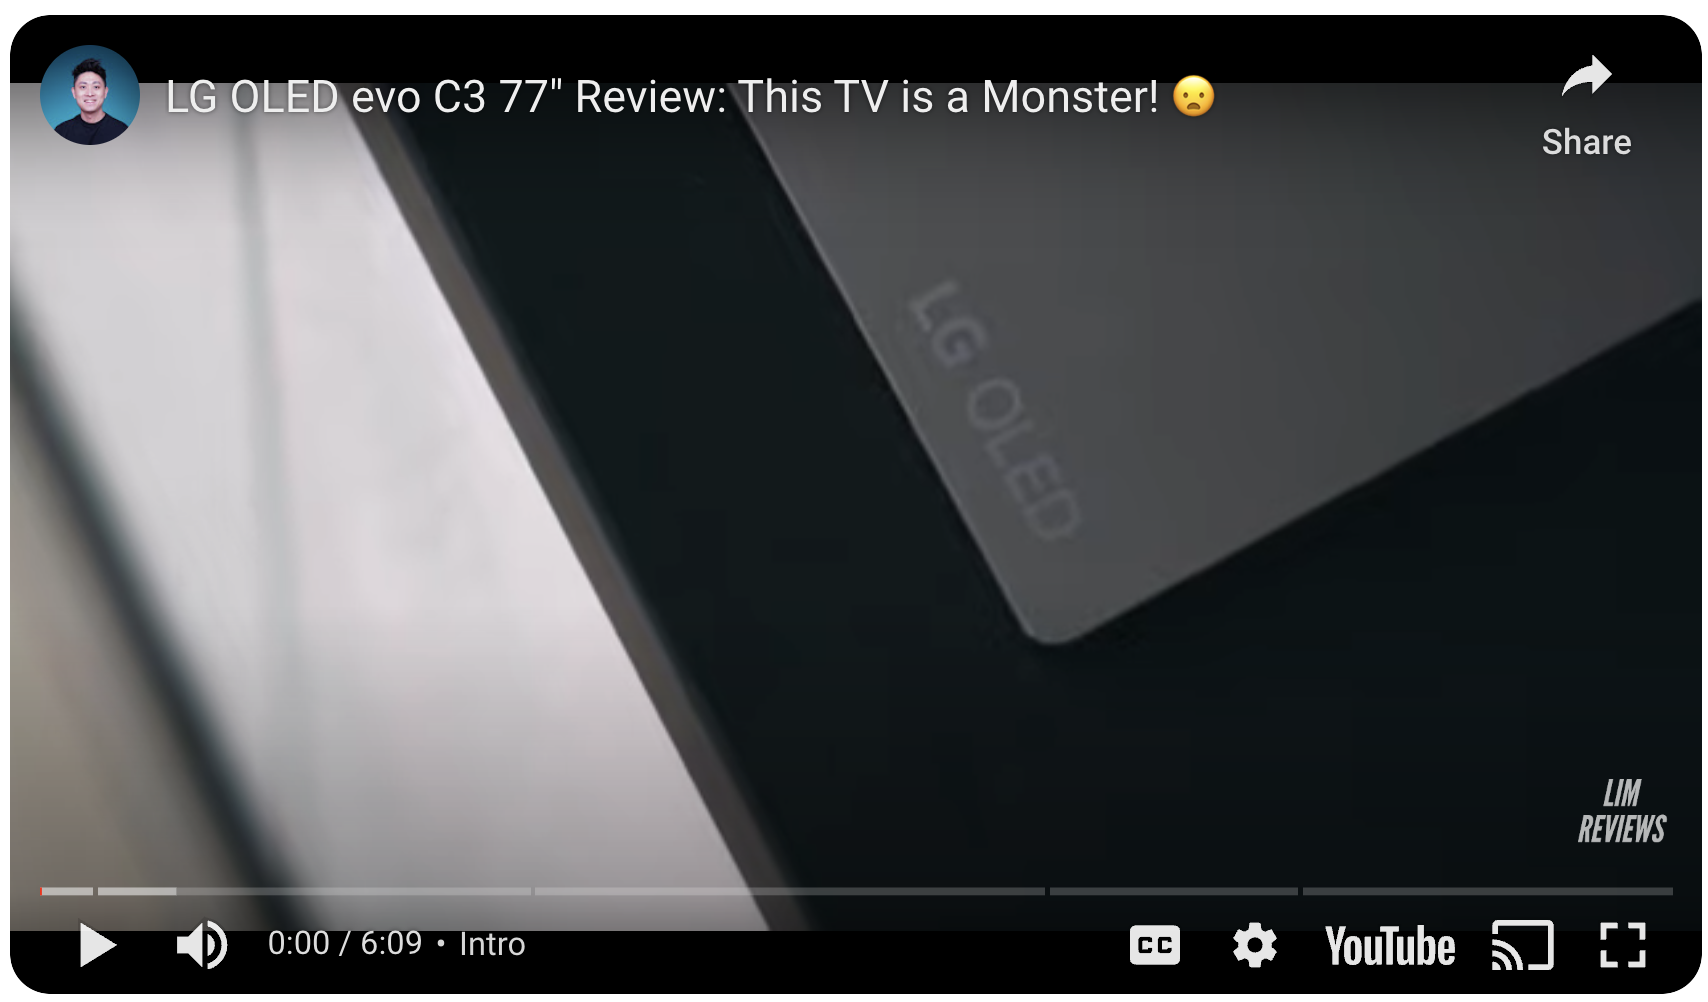 LG OLED evo C3 77" Review: This TV is a Monster! 😦
Share
LG OLED
LIM
REVIEWS
0:00 / 6:09 • Intro
CC
YouTube